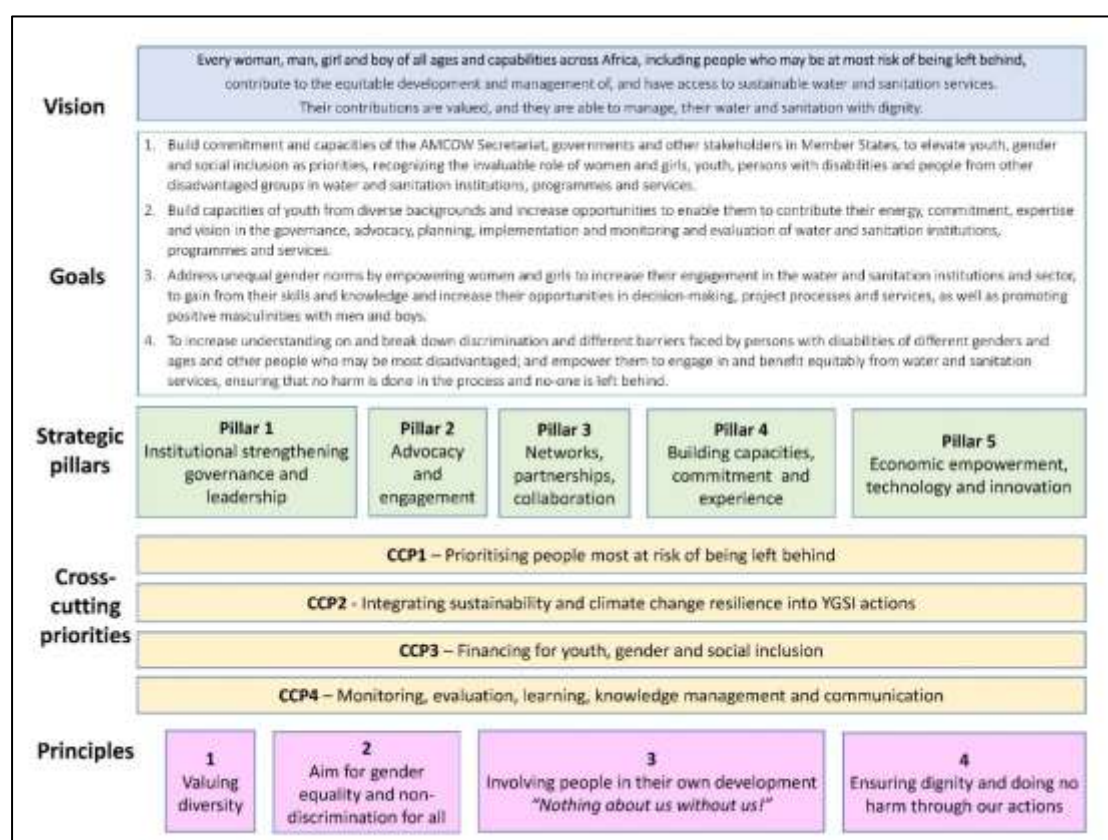 Vision
Every woman, man, girl and boy of all ages and capabilities across Africa, including people who may be at most risk of being left behind,
contribute to the equitable development and management of, and have access to sustainable water and sanitation services.
Their contributions are valued, and they are able to manage, their water and sanitation with dignity.
Goals
1. Build commitment and capacities of the AMCOW Secretariat, governments and other stakeholders in Member States, to elevate youth, gender
and social inclusion as priorities, recognizing the invaluable role of women and girls, youth, persons with disabilities and people from other
disadvantaged groups in water and sanitation institutions, programmes and services.
2. Build capacities of youth from diverse backgrounds and increase opportunities to enable them to contribute their energy, commitment, expertise
and vision in the governance, advocacy, planning, implementation and monitoring and evaluation of water and sanitation institutions,
programmes and services.
3. Address unequal gender norms by empowering women and girls to increase their engagement in the water and sanitation institutions and sector,
to gain from their skills and knowledge and increase their opportunities in decision-making, project processes and services, as well as promoting
positive masculinities with men and boys.
4. To increase understanding on and break down discrimination and different barriers faced by persons with disabilities of different genders and
ages and other people who may be most disadvantaged; and empower them to engage in and benefit equitably from water and sanitation
services, ensuring that no harm is done in the process and no-one is left behind.
Strategic
pillars
Pillar 1
Institutional strengthening
governance and
leadership
Pillar 2
Advocacy
and
engagement
Pillar 3
Networks,
partnerships,
collaboration
Pillar 4
Building capacities,
commitment and
experience
Pillar 5
Economic empowerment,
technology and innovation
Cross-
cutting
priorities
CCP1 – Prioritising people most at risk of being left behind
CCP2 - Integrating sustainability and climate change resilience into YGSI actions
CCP3 – Financing for youth, gender and social inclusion
CCP4 – Monitoring, evaluation, learning, knowledge management and communication
Principles
1
Valuing
diversity
2
Aim for gender
equality and non-
discrimination for all
3
Involving people in their own development
"Nothing about us without us!"
4
Ensuring dignity and doing no
harm through our actions